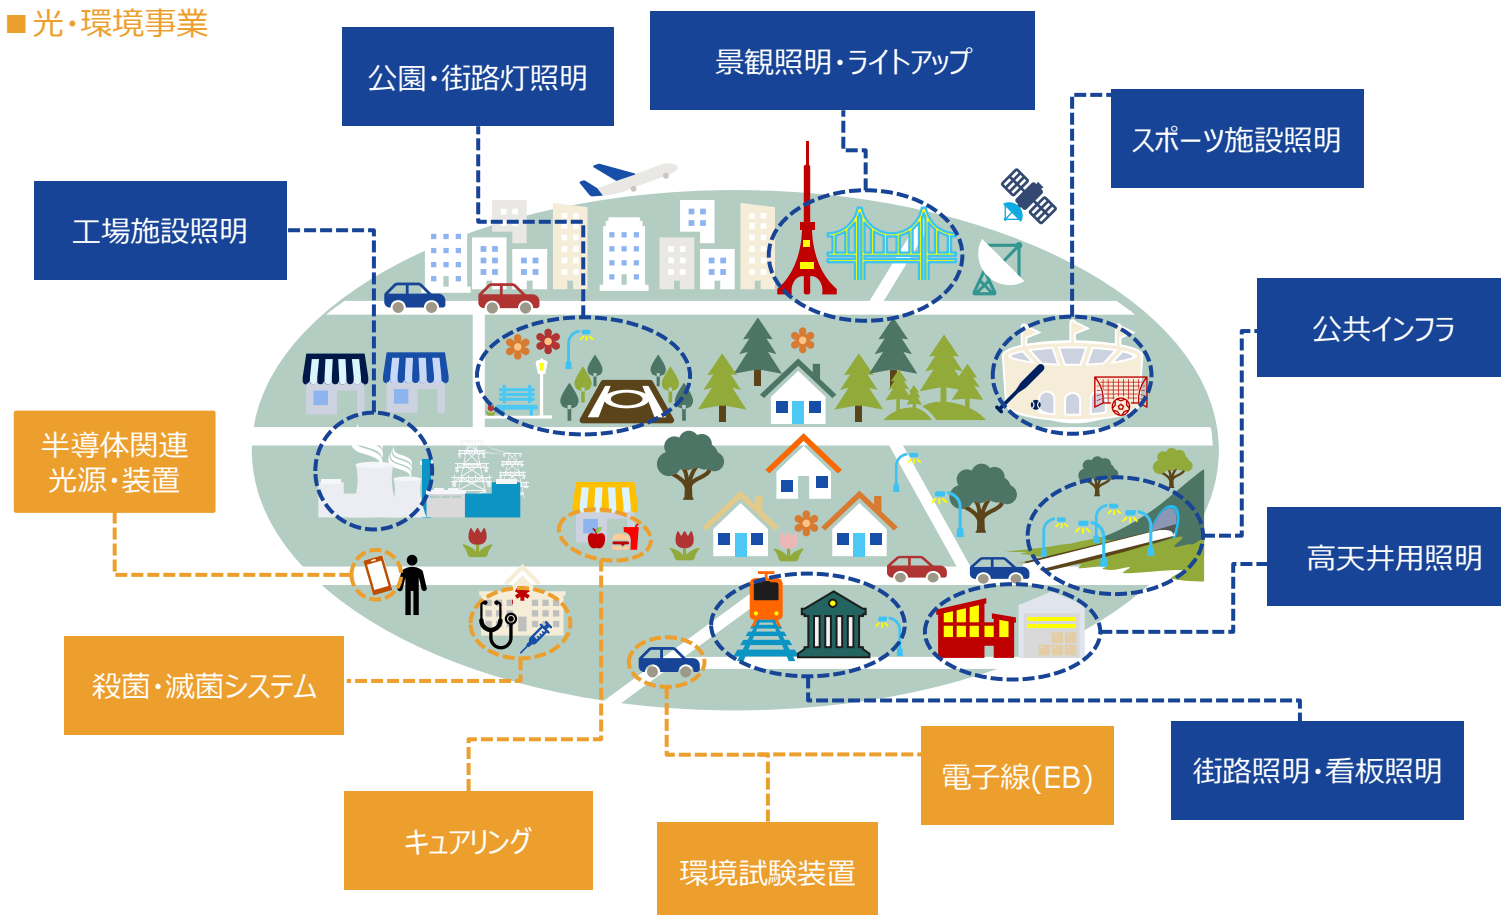 ■光・環境事業
公園・街路灯照明
景観照明・ライトアップ
スポーツ施設照明
工場施設照明
公共インフラ
半導体関連
光源・装置
高天井用照明
殺菌・滅菌システム
街路照明・看板照明
電子線(EB)
キュアリング
環境試験装置